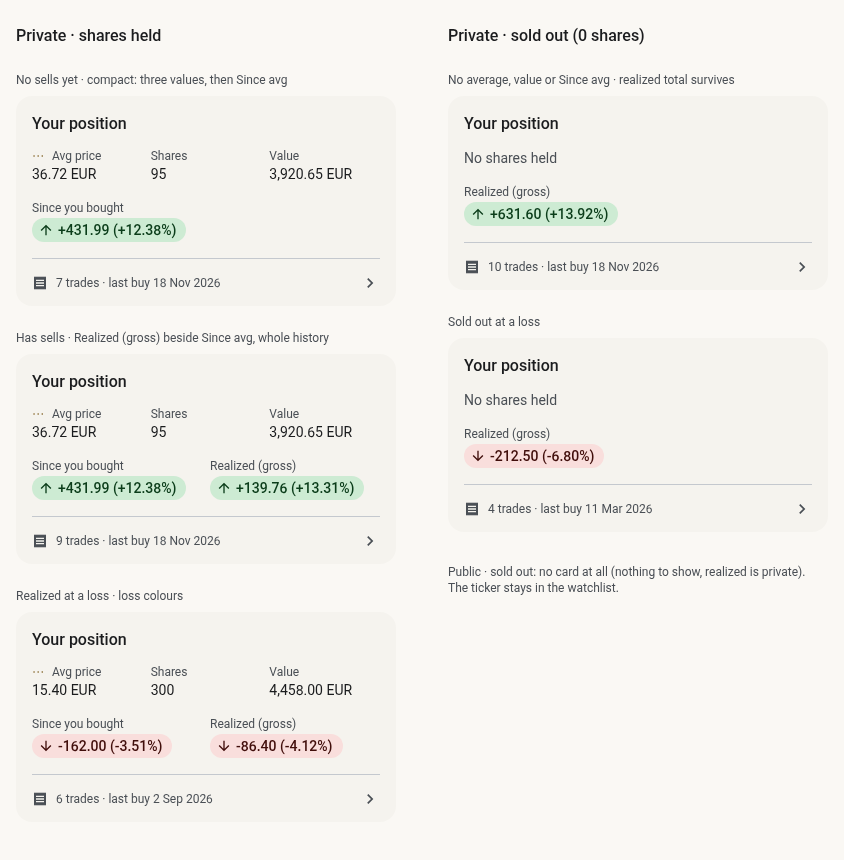 Private · shares held
No sells yet · compact: three values, then Since avg
Your position
Avg price
Shares
Value
36.72 EUR
95
3,920.65 EUR
Since you bought
+431.99 (+12.38%)
7 trades · last buy 18 Nov 2026
Has sells · Realized (gross) beside Since avg, whole history
Your position
Avg price
Shares
Value
36.72 EUR
95
3,920.65 EUR
Since you bought
Realized (gross)
+431.99 (+12.38%)
+139.76 (+13.31%)
9 trades · last buy 18 Nov 2026
Realized at a loss · loss colours
Your position
Avg price
Shares
Value
15.40 EUR
300
4,458.00 EUR
Since you bought
Realized (gross)
-162.00 (-3.51%)
-86.40 (-4.12%)
6 trades · last buy 2 Sep 2026
Private · sold out (0 shares)
No average, value or Since avg · realized total survives
Your position
No shares held
Realized (gross)
+631.60 (+13.92%)
10 trades · last buy 18 Nov 2026
Sold out at a loss
Your position
No shares held
Realized (gross)
-212.50 (-6.80%)
4 trades · last buy 11 Mar 2026
Public · sold out: no card at all (nothing to show, realized is private).
The ticker stays in the watchlist.